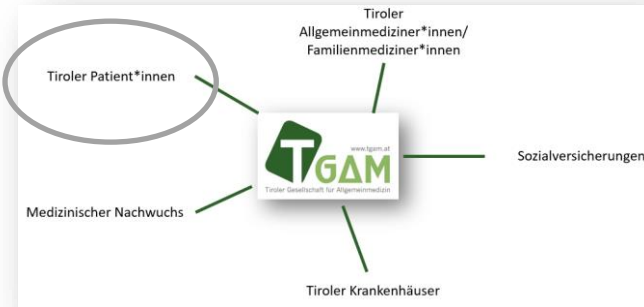 Tiroler
Allgemeinmediziner*innen/
Familienmediziner*innen
Tiroler Patient*innen
www.tgam.at
TGAM
Tiroler Gesellschaft für Allgemeinmedizin
Sozialversicherungen
Medizinischer Nachwuchs
Tiroler Krankenhäuser